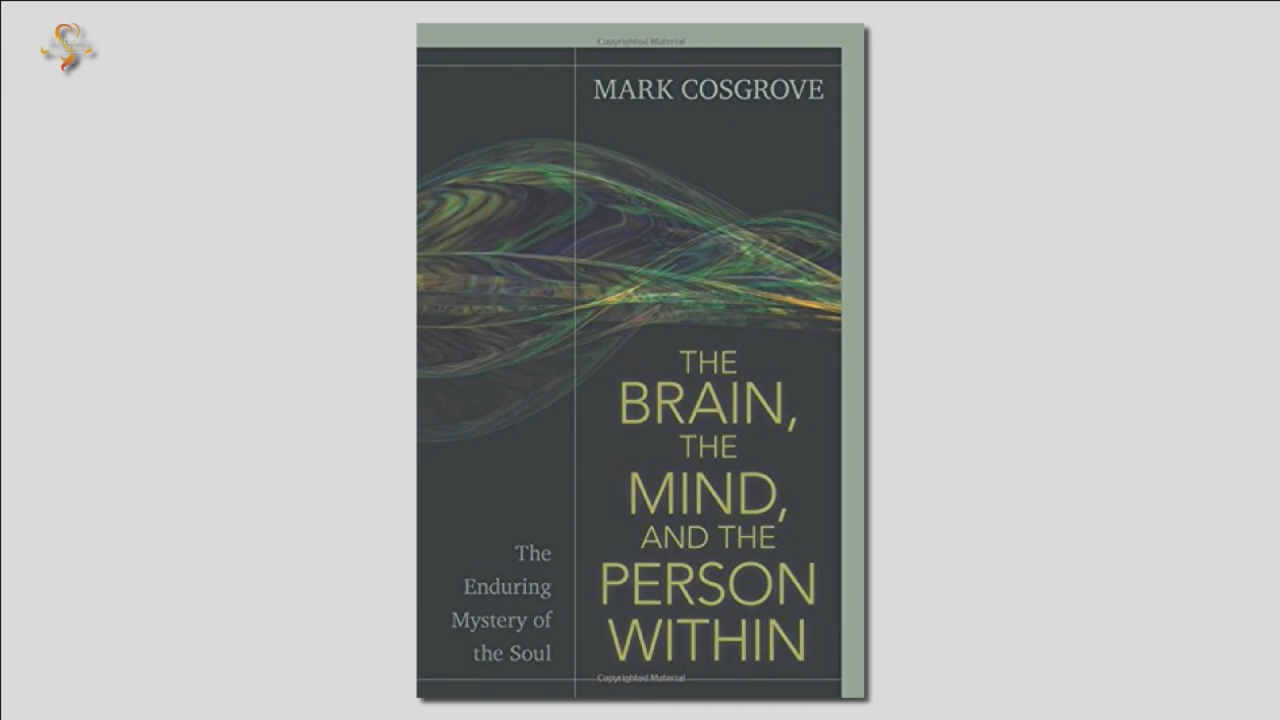 Copyrighted Material
MARK COSGROVE
THE
BRAIN,
THE
MIND,
AND THE
PERSON
WITHIN
The
Enduring
Mystery of
the Soul
Copyrighted Material